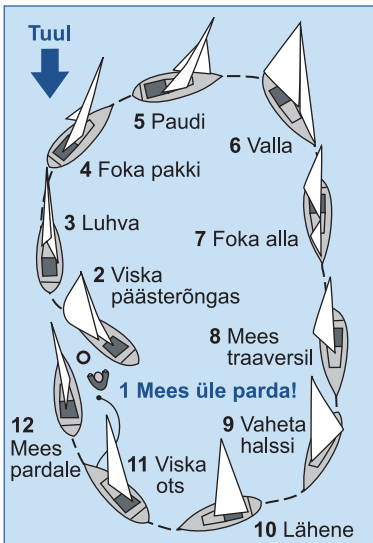 Tuul
5 Paudi
6 Valla
4 Foka pakki
3 Luhva
7 Foka alla
2 Viska
päästerõngas
8 Mees
traaversil
1 Mees üle parda!
9 Vaheta
halssi
12
Mees
pardale
11 Viska
ots
10 Lähene